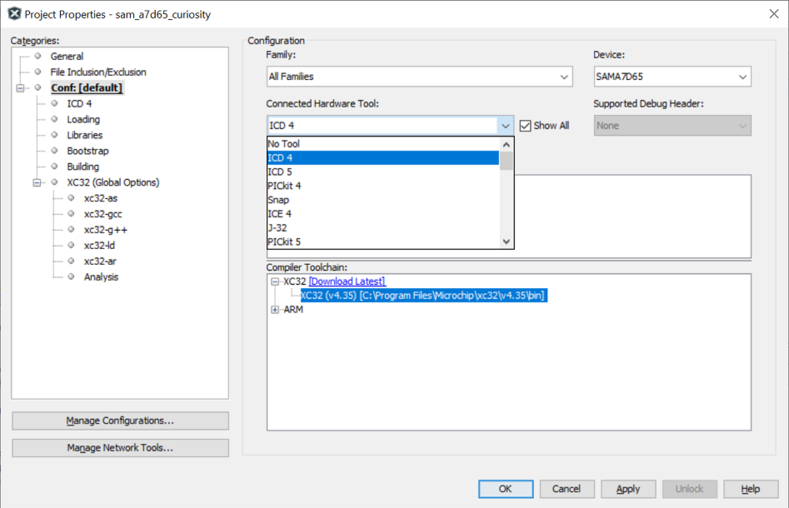 Project Properties - sam_a7d65_curiosity
Categories:
General
File Inclusion/Exclusion
Conf: [default]
ICD 4
Loading
Libraries
Bootstrap
Building
XC32 (Global Options)
xc32-as
xc32-gcc
xc32-g++
xc32-ld
xc32-ar
Analysis
Manage Configurations...
Manage Network Tools...
Configuration
Family:
Device:
All Families
SAMA7D65
Connected Hardware Tool:
Supported Debug Header:
ICD 4
Show All
None
No Tool
ICD 4
ICD 5
PICkit 4
Snap
ICE 4
J-32
PICkit 5
Compiler Toolchain:
XC32 [Download Latest]
XC32 (v4.35) [C:\Program Files\Microchip\xc32\v4.35\bin]
ARM
OK
Cancel
Apply
Unlock
Help